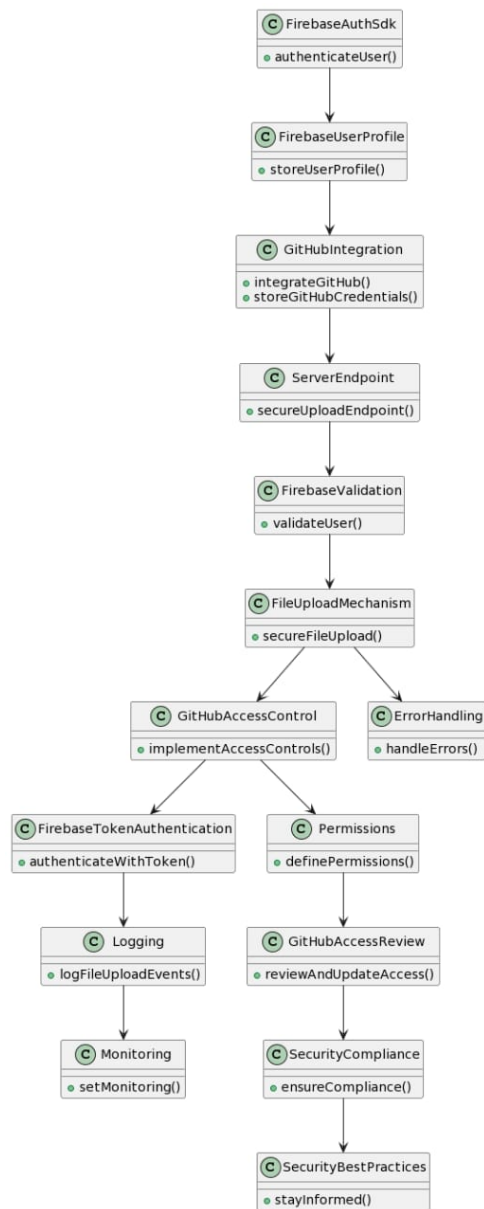 C FirebaseAuthSdk
authenticateUser()
C FirebaseUserProfile
storeUserProfile()
C GitHubIntegration
integrateGitHub()
storeGitHubCredentials()
C ServerEndpoint
secureUploadEndpoint()
C FirebaseValidation
validateUser()
C FileUploadMechanism
secureFileUpload()
C GitHubAccessControl
implementAccessControls()
C ErrorHandling
handleErrors()
C FirebaseTokenAuthentication
authenticateWithToken()
C Permissions
definePermissions()
C Logging
logFileUploadEvents()
C GitHubAccessReview
reviewAndUpdateAccess()
C Monitoring
setMonitoring()
C SecurityCompliance
ensureCompliance()
C SecurityBestPractices
stayInformed()